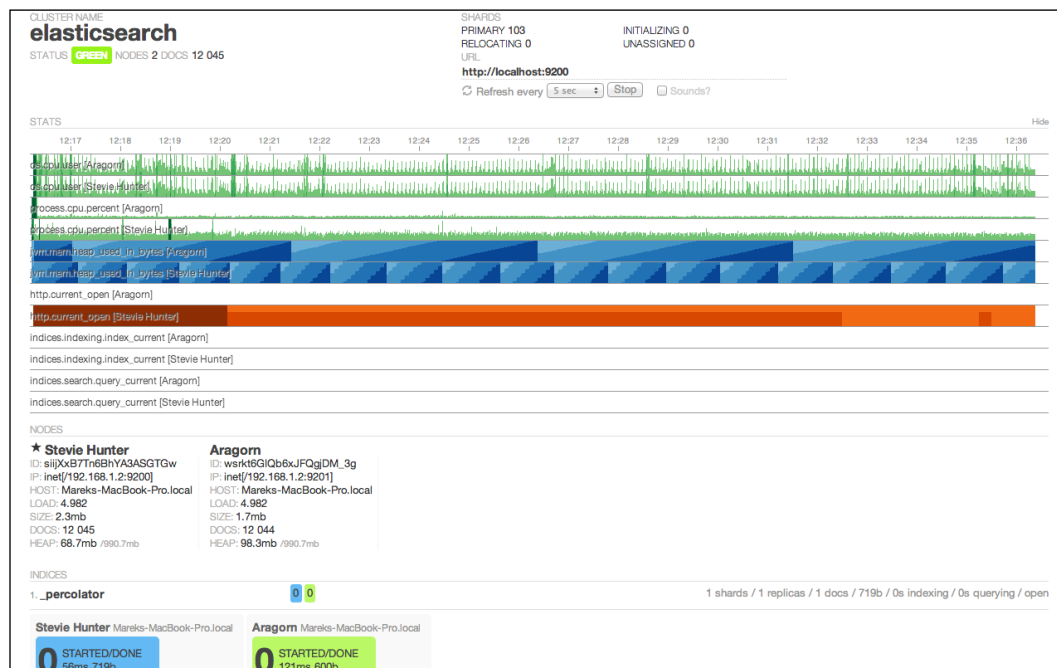 CLUSTER NAME
elasticsearch
STATUS GREEN NODES 2 DOCS 12 045
SHARDS
PRIMARY 103 INITIALIZING 0
RELOCATING 0 UNASSIGNED 0
URL
http://localhost:9200
Refresh every 5 sec Stop Sounds?
STATS Hide
12:17 12:18 12:19 12:20 12:21 12:22 12:23 12:24 12:25 12:26 12:27 12:28 12:29 12:30 12:31 12:32 12:33 12:34 12:35 12:36
os.cpu.user [Aragorn]
os.cpu.user [Stevie Hunter]
process.cpu.percent [Aragorn]
process.cpu.percent [Stevie Hunter]
jvm.mem.heap_used_in_bytes [Aragorn]
jvm.mem.heap_used_in_bytes [Stevie Hunter]
http.current_open [Aragorn]
http.current_open [Stevie Hunter]
indices.indexing.index_current [Aragorn]
indices.indexing.index_current [Stevie Hunter]
indices.search.query_current [Aragorn]
indices.search.query_current [Stevie Hunter]
NODES
★ Stevie Hunter
ID: siijXxB7Tn6BhYA3ASGTGw
IP: inet[/192.168.1.2:9200]
HOST: Mareks-MacBook-Pro.local
LOAD: 4.982
SIZE: 2.3mb
DOCS: 12 045
HEAP: 68.7mb /990.7mb
Aragorn
ID: wsrkt6GlQb6xJFQgjDM_3g
IP: inet[/192.168.1.2:9201]
HOST: Mareks-MacBook-Pro.local
LOAD: 4.982
SIZE: 1.7mb
DOCS: 12 044
HEAP: 98.3mb /990.7mb
INDICES
1. _percolator 0 0 1 shards / 1 replicas / 1 docs / 719b / 0s indexing / 0s querying / open
Stevie Hunter Mareks-MacBook-Pro.local
0 STARTED/DONE
56ms 719b
Aragorn Mareks-MacBook-Pro.local
0 STARTED/DONE
121ms 600b